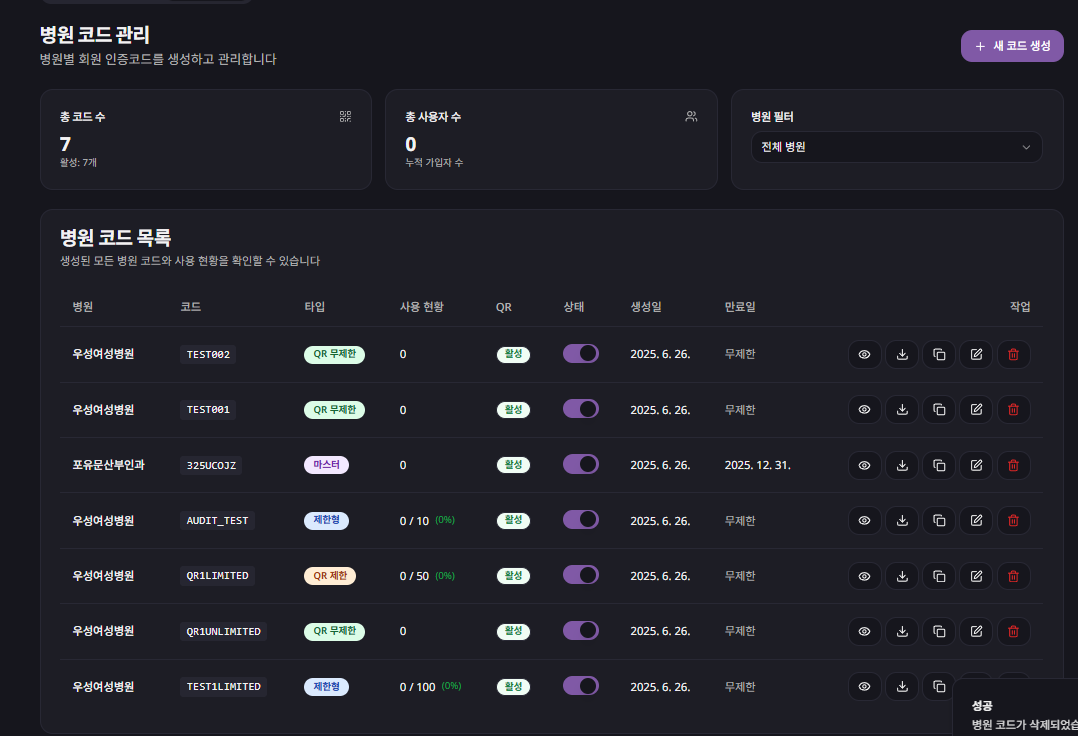 병원 코드 관리
병원별 회원 인증코드를 생성하고 관리합니다
+ 새 코드 생성
총 코드 수
7
활성: 7개
총 사용자 수
0
누적 가입자 수
병원 필터
전체 병원
병원 코드 목록
생성된 모든 병원 코드와 사용 현황을 확인할 수 있습니다
병원 코드 타입 사용 현황 QR 상태 생성일 만료일 작업
우성여성병원 TEST002 QR 무제한 0 활성 2025. 6. 26. 무제한
우성여성병원 TEST001 QR 무제한 0 활성 2025. 6. 26. 무제한
포유문산부인과 325UCOJZ 마스터 0 활성 2025. 6. 26. 2025. 12. 31.
우성여성병원 AUDIT_TEST 제한형 0 / 10 (0%) 활성 2025. 6. 26. 무제한
우성여성병원 QR1LIMITED QR 제한 0 / 50 (0%) 활성 2025. 6. 26. 무제한
우성여성병원 QR1UNLIMITED QR 무제한 0 활성 2025. 6. 26. 무제한
우성여성병원 TEST1LIMITED 제한형 0 / 100 (0%) 활성 2025. 6. 26. 무제한
성공
병원 코드가 삭제되었습